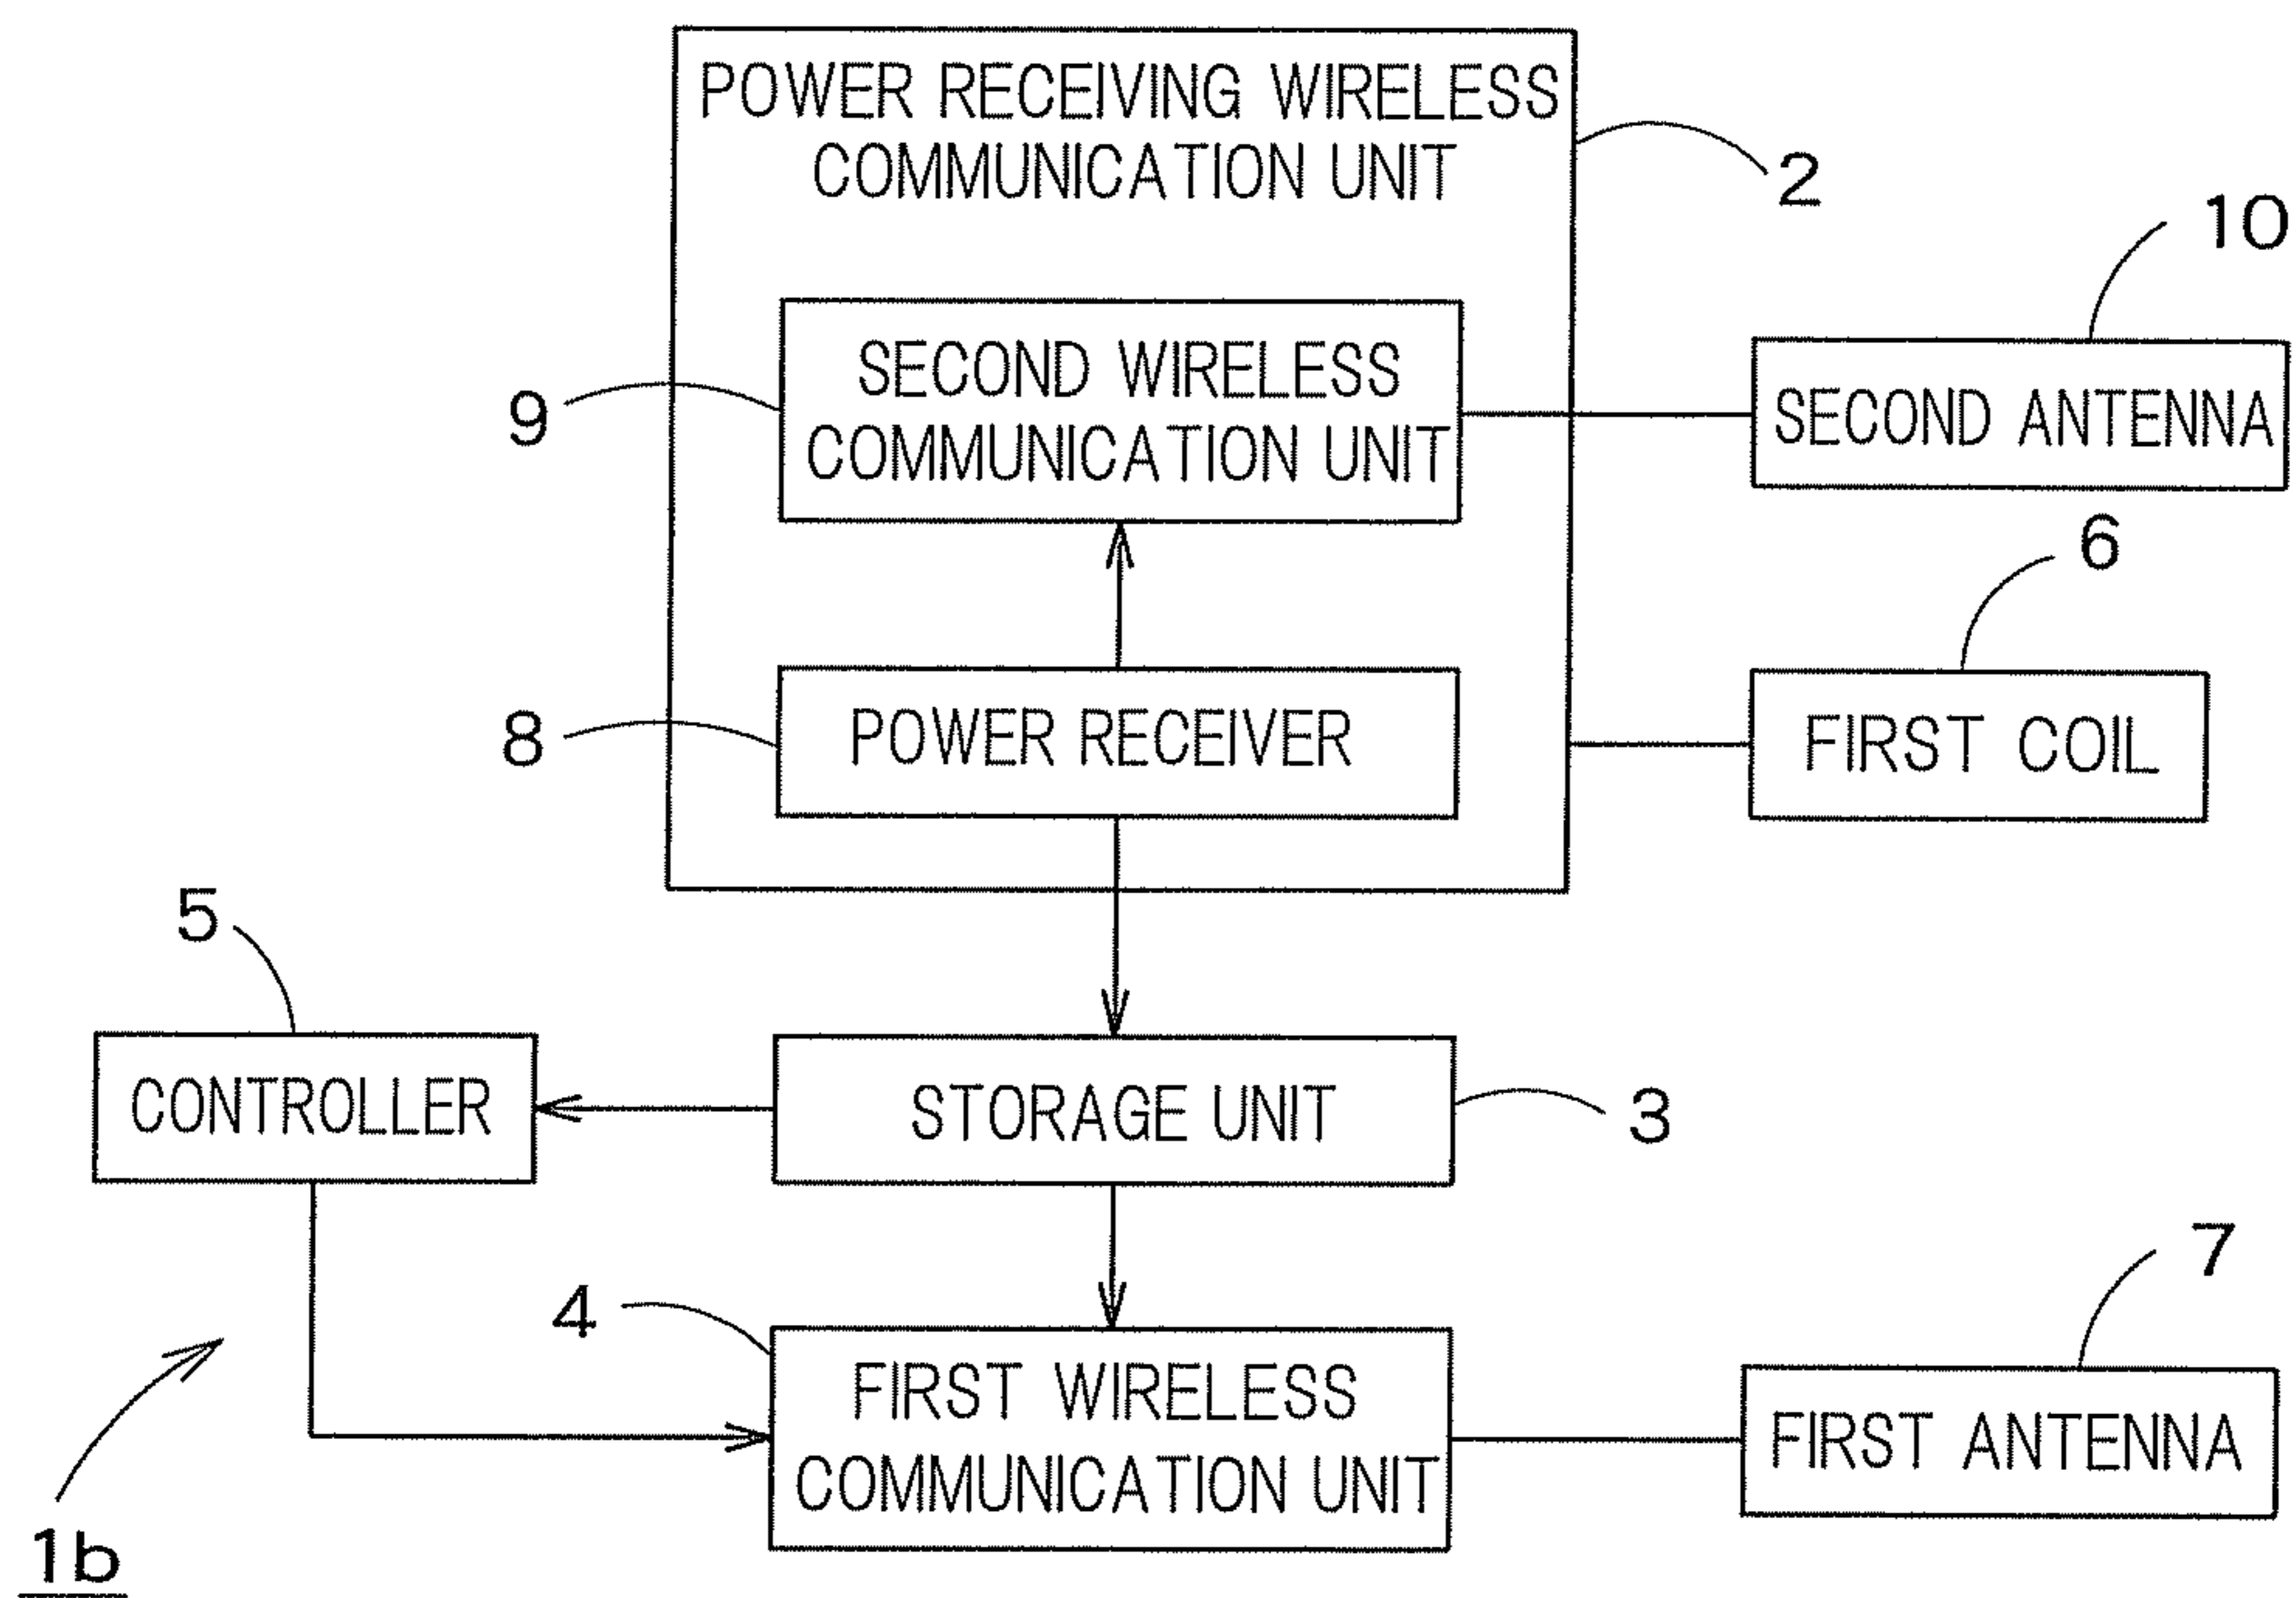 POWER RECEIVING WIRELESS
COMMUNICATION UNIT
2
10
SECOND WIRELESS
COMMUNICATION UNIT
9
SECOND ANTENNA
6
POWER RECEIVER
8
FIRST COIL
5
CONTROLLER
STORAGE UNIT
3
7
4
FIRST WIRELESS
COMMUNICATION UNIT
FIRST ANTENNA
1b